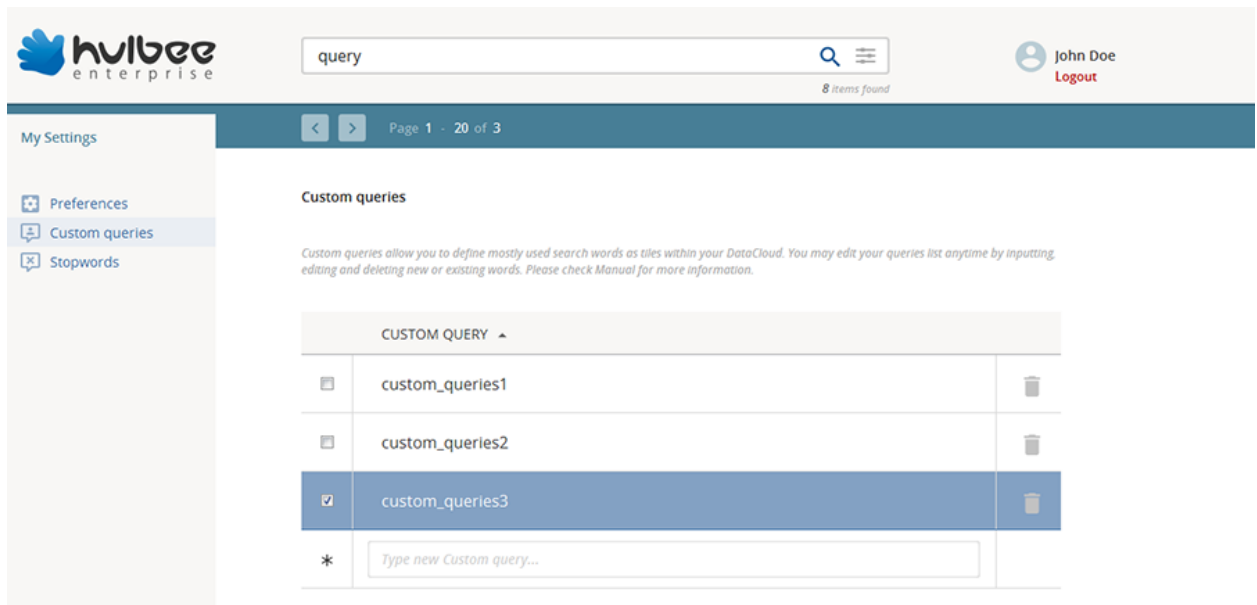 hulbee
enterprise
query
8 items found
John Doe
Logout
My Settings
Page 1 - 20 of 3
Preferences
Custom queries
Stopwords
Custom queries
Custom queries allow you to define mostly used search words as tiles within your DataCloud. You may edit your queries list anytime by inputting,
editing and deleting new or existing words. Please check Manual for more information.
CUSTOM QUERY
custom_queries1
custom_queries2
custom_queries3
* Type new Custom query...